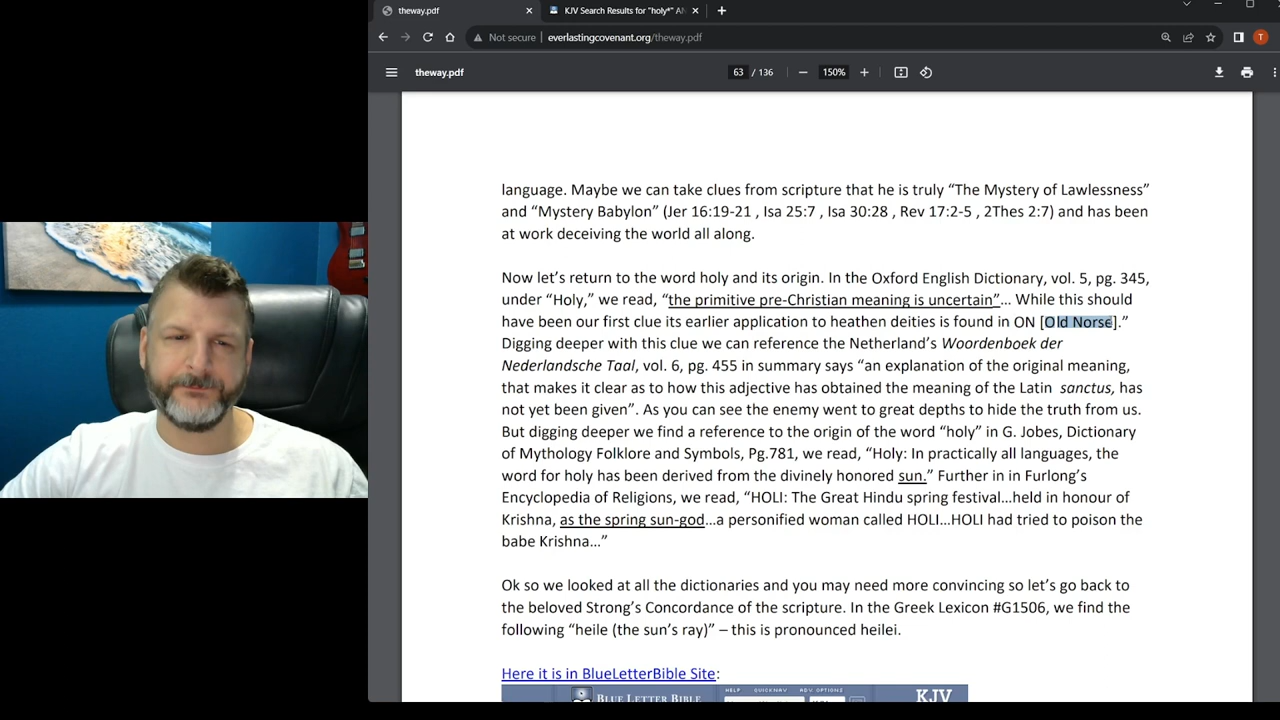 theway.pdf
KJV Search Results for "holy*" AN
Not secure everlastingcovenant.org/theway.pdf
T
theway.pdf
63 / 136
150%
language. Maybe we can take clues from scripture that he is truly “The Mystery of Lawlessness”
and “Mystery Babylon” (Jer 16:19-21 , Isa 25:7 , Isa 30:28 , Rev 17:2-5 , 2Thes 2:7) and has been
at work deceiving the world all along.
Now let’s return to the word holy and its origin. In the Oxford English Dictionary, vol. 5, pg. 345,
under “Holy,” we read, “the primitive pre-Christian meaning is uncertain”... While this should
have been our first clue its earlier application to heathen deities is found in ON [Old Norse].”
Digging deeper with this clue we can reference the Netherland’s Woordenboek der
Nederlandsche Taal, vol. 6, pg. 455 in summary says “an explanation of the original meaning,
that makes it clear as to how this adjective has obtained the meaning of the Latin sanctus, has
not yet been given”. As you can see the enemy went to great depths to hide the truth from us.
But digging deeper we find a reference to the origin of the word “holy” in G. Jobes, Dictionary
of Mythology Folklore and Symbols, Pg.781, we read, “Holy: In practically all languages, the
word for holy has been derived from the divinely honored sun.” Further in in Furlong’s
Encyclopedia of Religions, we read, “HOLI: The Great Hindu spring festival…held in honour of
Krishna, as the spring sun-god…a personified woman called HOLI…HOLI had tried to poison the
babe Krishna…”
Ok so we looked at all the dictionaries and you may need more convincing so let’s go back to
the beloved Strong’s Concordance of the scripture. In the Greek Lexicon #G1506, we find the
following “heile (the sun’s ray)” – this is pronounced heilei.
Here it is in BlueLetterBible Site:
HELP QUICKNAV ADV OPTIONS
BLUE LETTER BIBLE
KJV